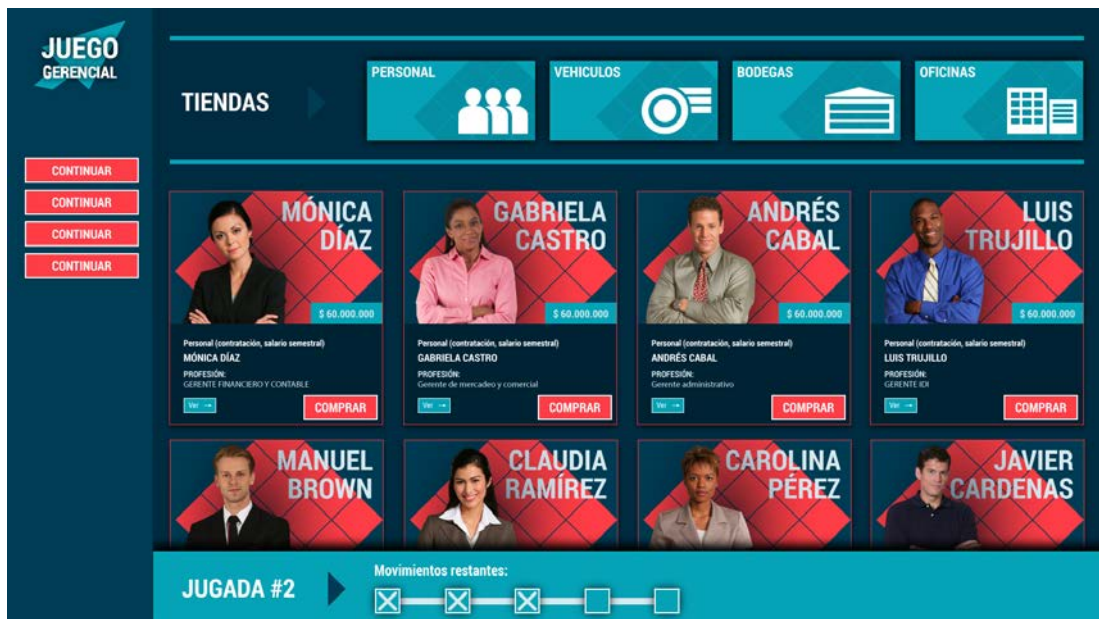 JUEGO
GERENCIAL
CONTINUAR
CONTINUAR
CONTINUAR
CONTINUAR
TIENDAS
PERSONAL
VEHICULOS
BODEGAS
OFICINAS
MÓNICA
DÍAZ
$ 60.000.000
Personal (contratación, salario semestral)
MÓNICA DÍAZ
PROFESIÓN:
GERENTE FINANCIERO Y CONTABLE
Ver →
COMPRAR
GABRIELA
CASTRO
$ 60.000.000
Personal (contratación, salario semestral)
GABRIELA CASTRO
PROFESIÓN:
Gerente de mercadeo y comercial
Ver →
COMPRAR
ANDRÉS
CABAL
$ 60.000.000
Personal (contratación, salario semestral)
ANDRÉS CABAL
PROFESIÓN:
Gerente administrativo
Ver →
COMPRAR
LUIS
TRUJILLO
$ 60.000.000
Personal (contratación, salario semestral)
LUIS TRUJILLO
PROFESIÓN:
GERENTE IDI
Ver →
COMPRAR
MANUEL
BROWN
CLAUDIA
RAMÍREZ
CAROLINA
PÉREZ
JAVIER
CARDENAS
JUGADA #2
Movimientos restantes: